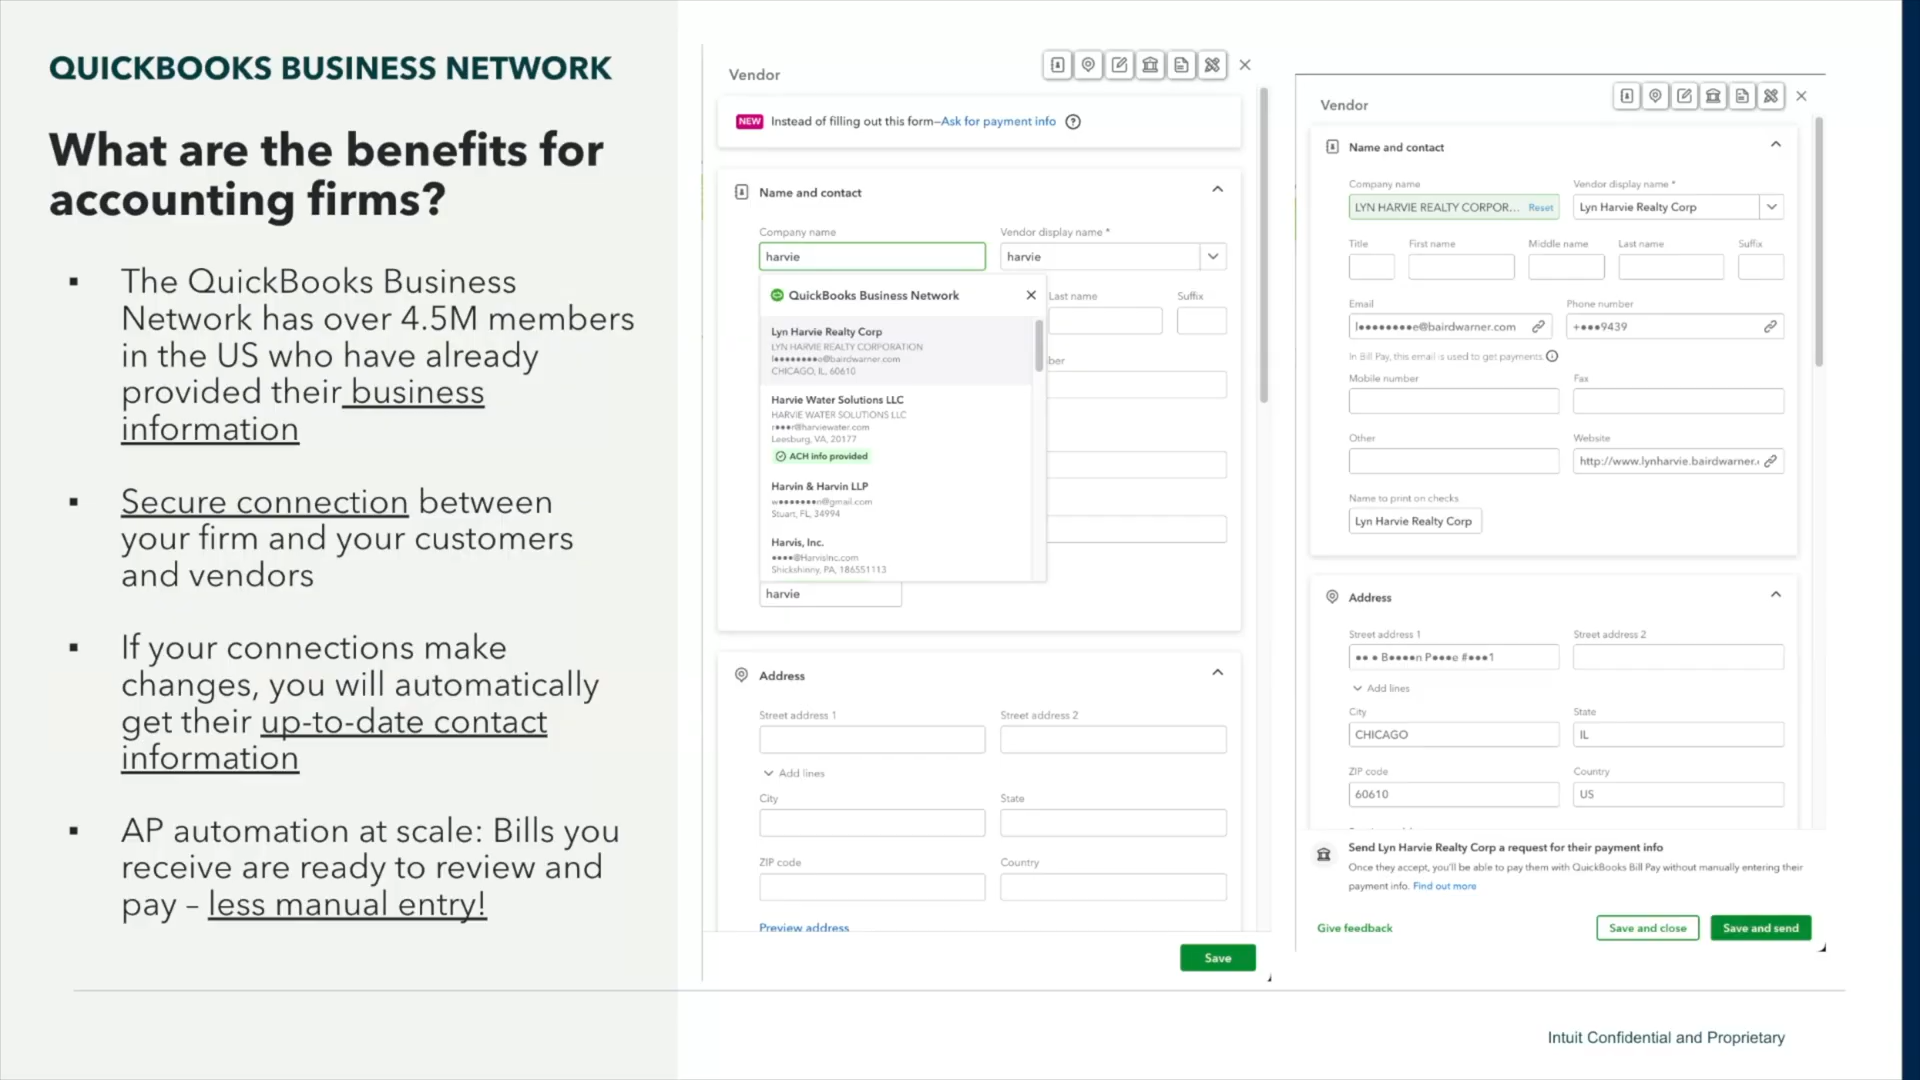 QUICKBOOKS BUSINESS NETWORK
What are the benefits for
accounting firms?
▪ The QuickBooks Business
Network has over 4.5M members
in the US who have already
provided their business
information
▪ Secure connection between
your firm and your customers
and vendors
▪ If your connections make
changes, you will automatically
get their up-to-date contact
information
▪ AP automation at scale: Bills you
receive are ready to review and
pay – less manual entry!
Vendor
NEW Instead of filling out this form–Ask for payment info
Name and contact
Company name Vendor display name *
harvie harvie
QuickBooks Business Network
Last name Suffix
Lyn Harvie Realty Corp
LYN HARVIE REALTY CORPORATION
l••••••••e@bairdwarner.com
CHICAGO, IL, 60610
ber
Harvie Water Solutions LLC
HARVIE WATER SOLUTIONS LLC
r•••r@harviewater.com
Leesburg, VA, 20177
ACH info provided
Harvin & Harvin LLP
w•••••••n@gmail.com
Stuart, FL, 34994
Harvis, Inc.
••••@HarvisInc.com
Shickshinny, PA, 186551113
harvie
Address
Street address 1 Street address 2
Add lines
City State
ZIP code Country
Preview address
Save
Vendor
Name and contact
Company name Vendor display name *
LYN HARVIE REALTY CORPOR... Reset Lyn Harvie Realty Corp
Title First name Middle name Last name Suffix
Email Phone number
l••••••••e@bairdwarner.com +•••9439
In Bill Pay, this email is used to get payments.
Mobile number Fax
Other Website
http://www.lynharvie.bairdwarner.
Name to print on checks
Lyn Harvie Realty Corp
Address
Street address 1 Street address 2
•• • B••••n P•••e #•••1
Add lines
City State
CHICAGO IL
ZIP code Country
60610 US
Send Lyn Harvie Realty Corp a request for their payment info
Once they accept, you'll be able to pay them with QuickBooks Bill Pay without manually entering their
payment info. Find out more
Give feedback Save and close Save and send
Intuit Confidential and Proprietary